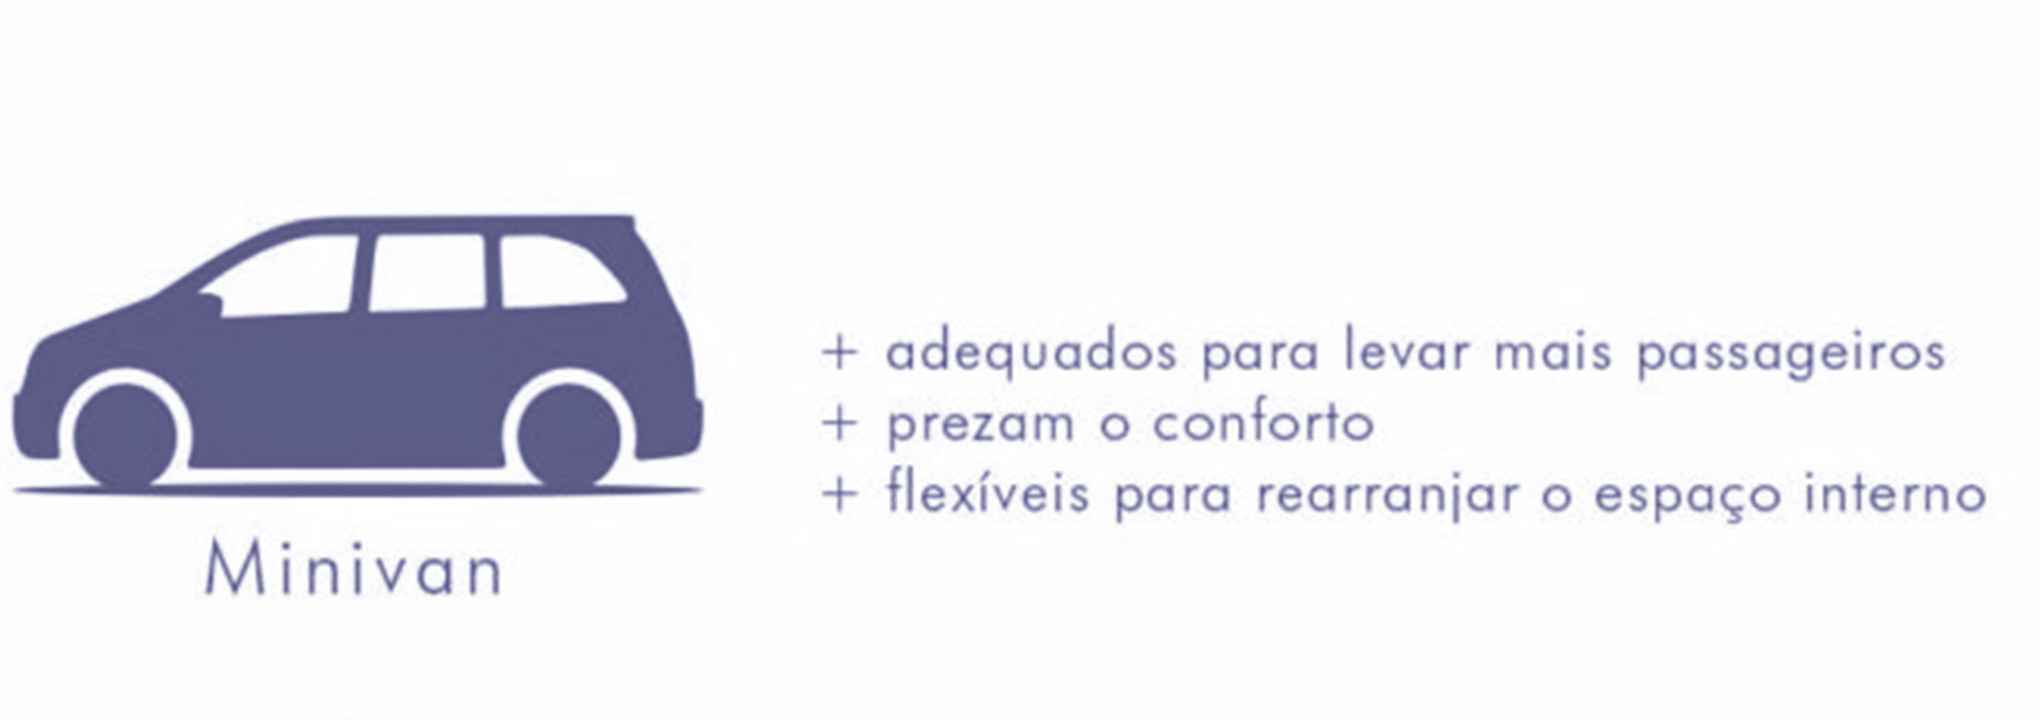 + adequados para levar mais passageiros
+ prezam o conforto
+ flexíveis para rearranjar o espaço interno
Minivan